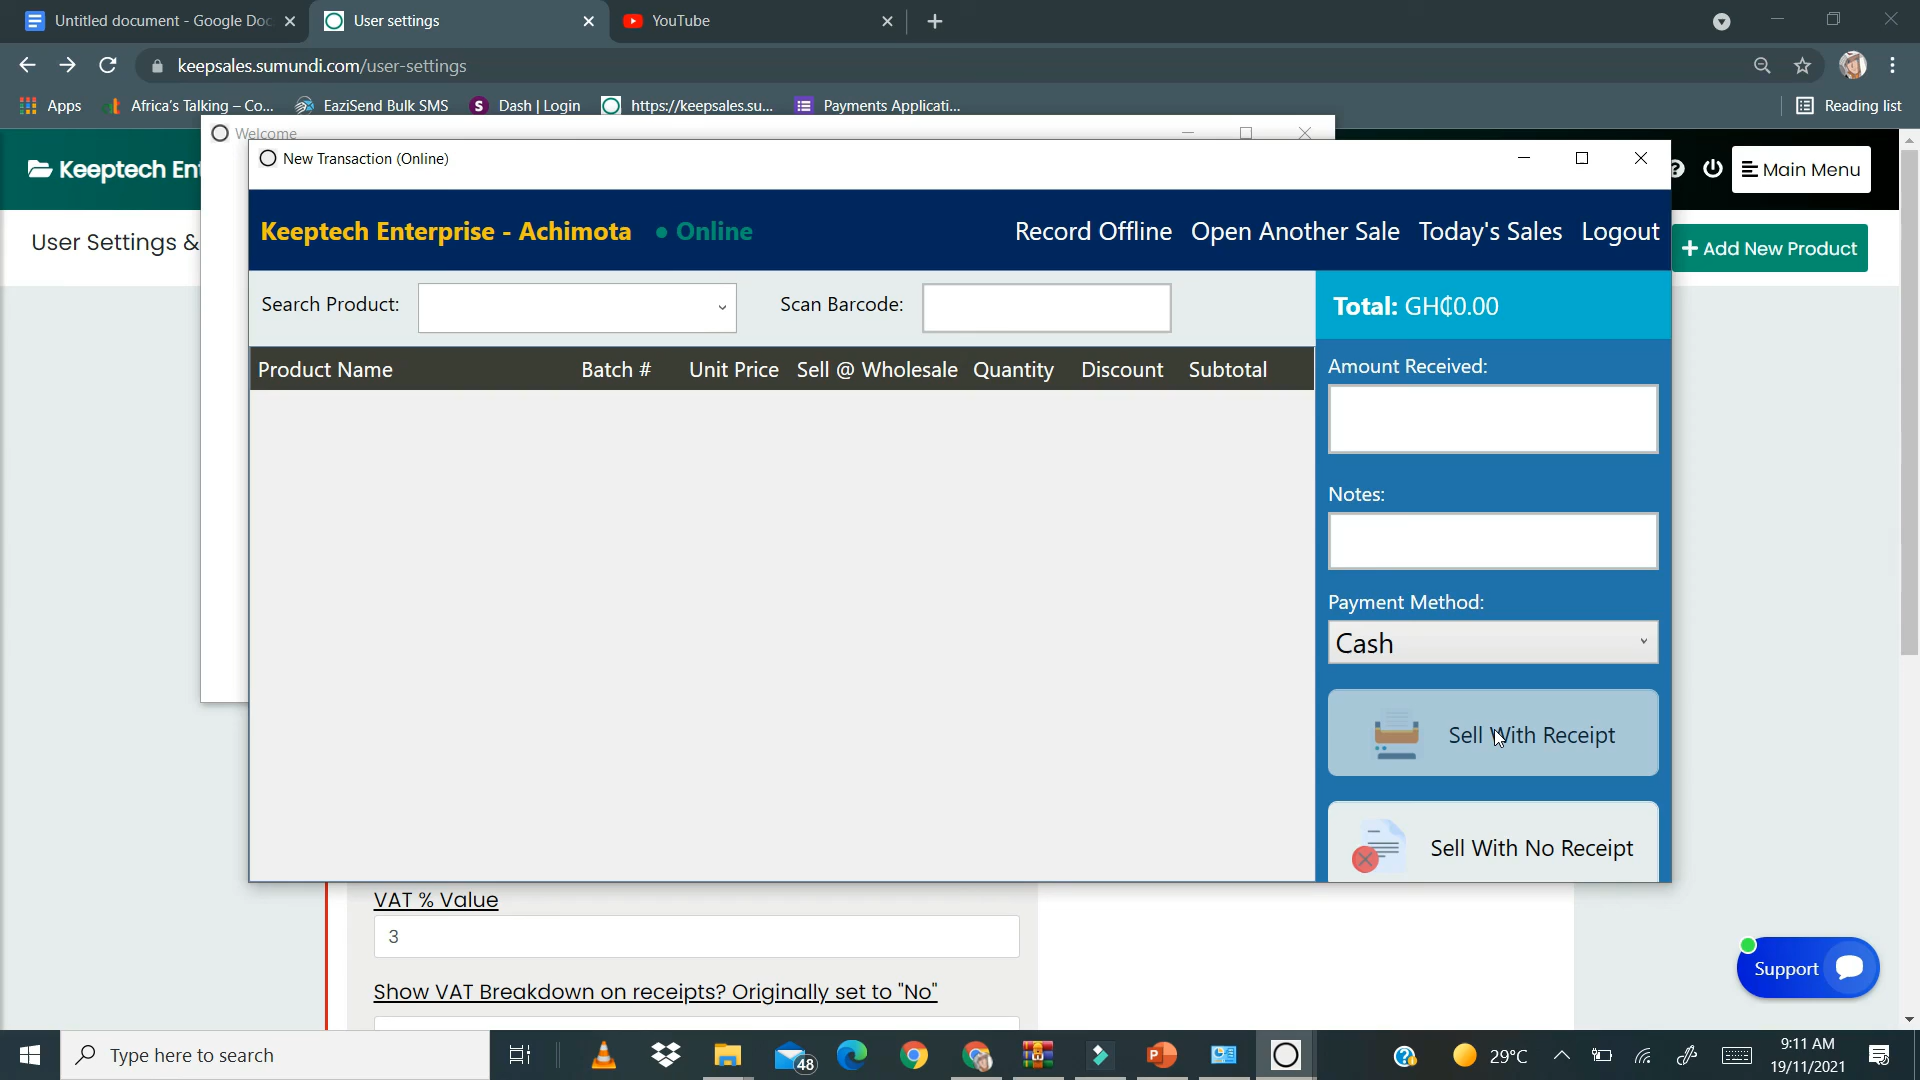 Untitled document - Google Doc
User settings
YouTube
keepsales.sumundi.com/user-settings
Apps
Africa's Talking – Co...
EaziSend Bulk SMS
Dash | Login
https://keepsales.su...
Payments Applicati...
Reading list
Welcome
Keeptech Ent
New Transaction (Online)
Main Menu
User Settings &
Keeptech Enterprise - Achimota
Online
Record Offline
Open Another Sale
Today's Sales
Logout
+ Add New Product
Search Product:
Scan Barcode:
Total: GH₵0.00
Product Name
Batch #
Unit Price
Sell @ Wholesale
Quantity
Discount
Subtotal
Amount Received:
Notes:
Payment Method:
Cash
Sell With Receipt
Sell With No Receipt
VAT % Value
3
Show VAT Breakdown on receipts? Originally set to "No"
Support
Type here to search
48
29°C
9:11 AM
19/11/2021